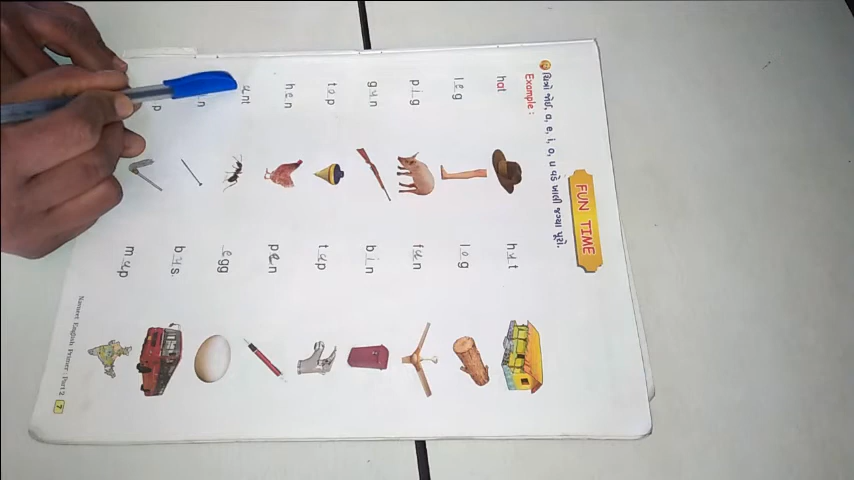 FUN TIME
ચિત્રો જોઈ, a, e, i, o, u વડે ખાલી જગ્યા પૂરો.
Example :
hat hut
leg log
pig fan
gun bin
top tap
hen pen
ant egg
bus
map
Navneet English Primer : Part 2 7